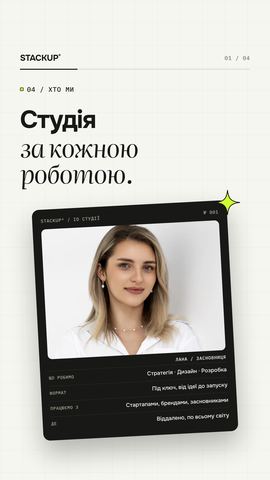 STACKUP°
01 / 04
04 / ХТО МИ
Студія
за кожною
роботою.
STACKUP° / ID СТУДІЇ
№ 001
ЛАНА / ЗАСНОВНИЦЯ
ЩО РОБИМО
Стратегія · Дизайн · Розробка
ФОРМАТ
Під ключ, від ідеї до запуску
ПРАЦЮЄМО З
Стартапами, брендами, засновниками
ДЕ
Віддалено, по всьому світу